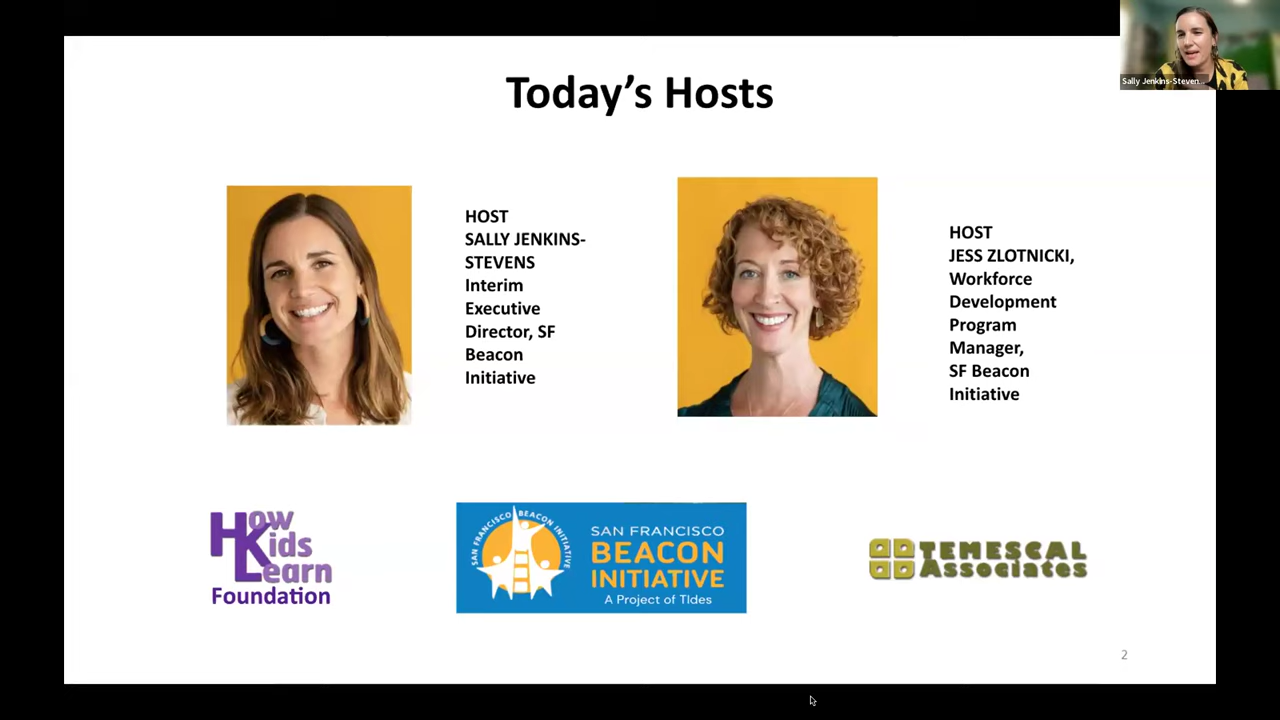 Today's Hosts
Sally Jenkins-Steven...
HOST
SALLY JENKINS-
STEVENS
Interim
Executive
Director, SF
Beacon
Initiative
HOST
JESS ZLOTNICKI,
Workforce
Development
Program
Manager,
SF Beacon
Initiative
How
Kids
Learn
Foundation
SAN FRANCISCO BEACON INITIATIVE
SAN FRANCISCO
BEACON
INITIATIVE
A Project of TIdes
TEMESCAL
Associates
2